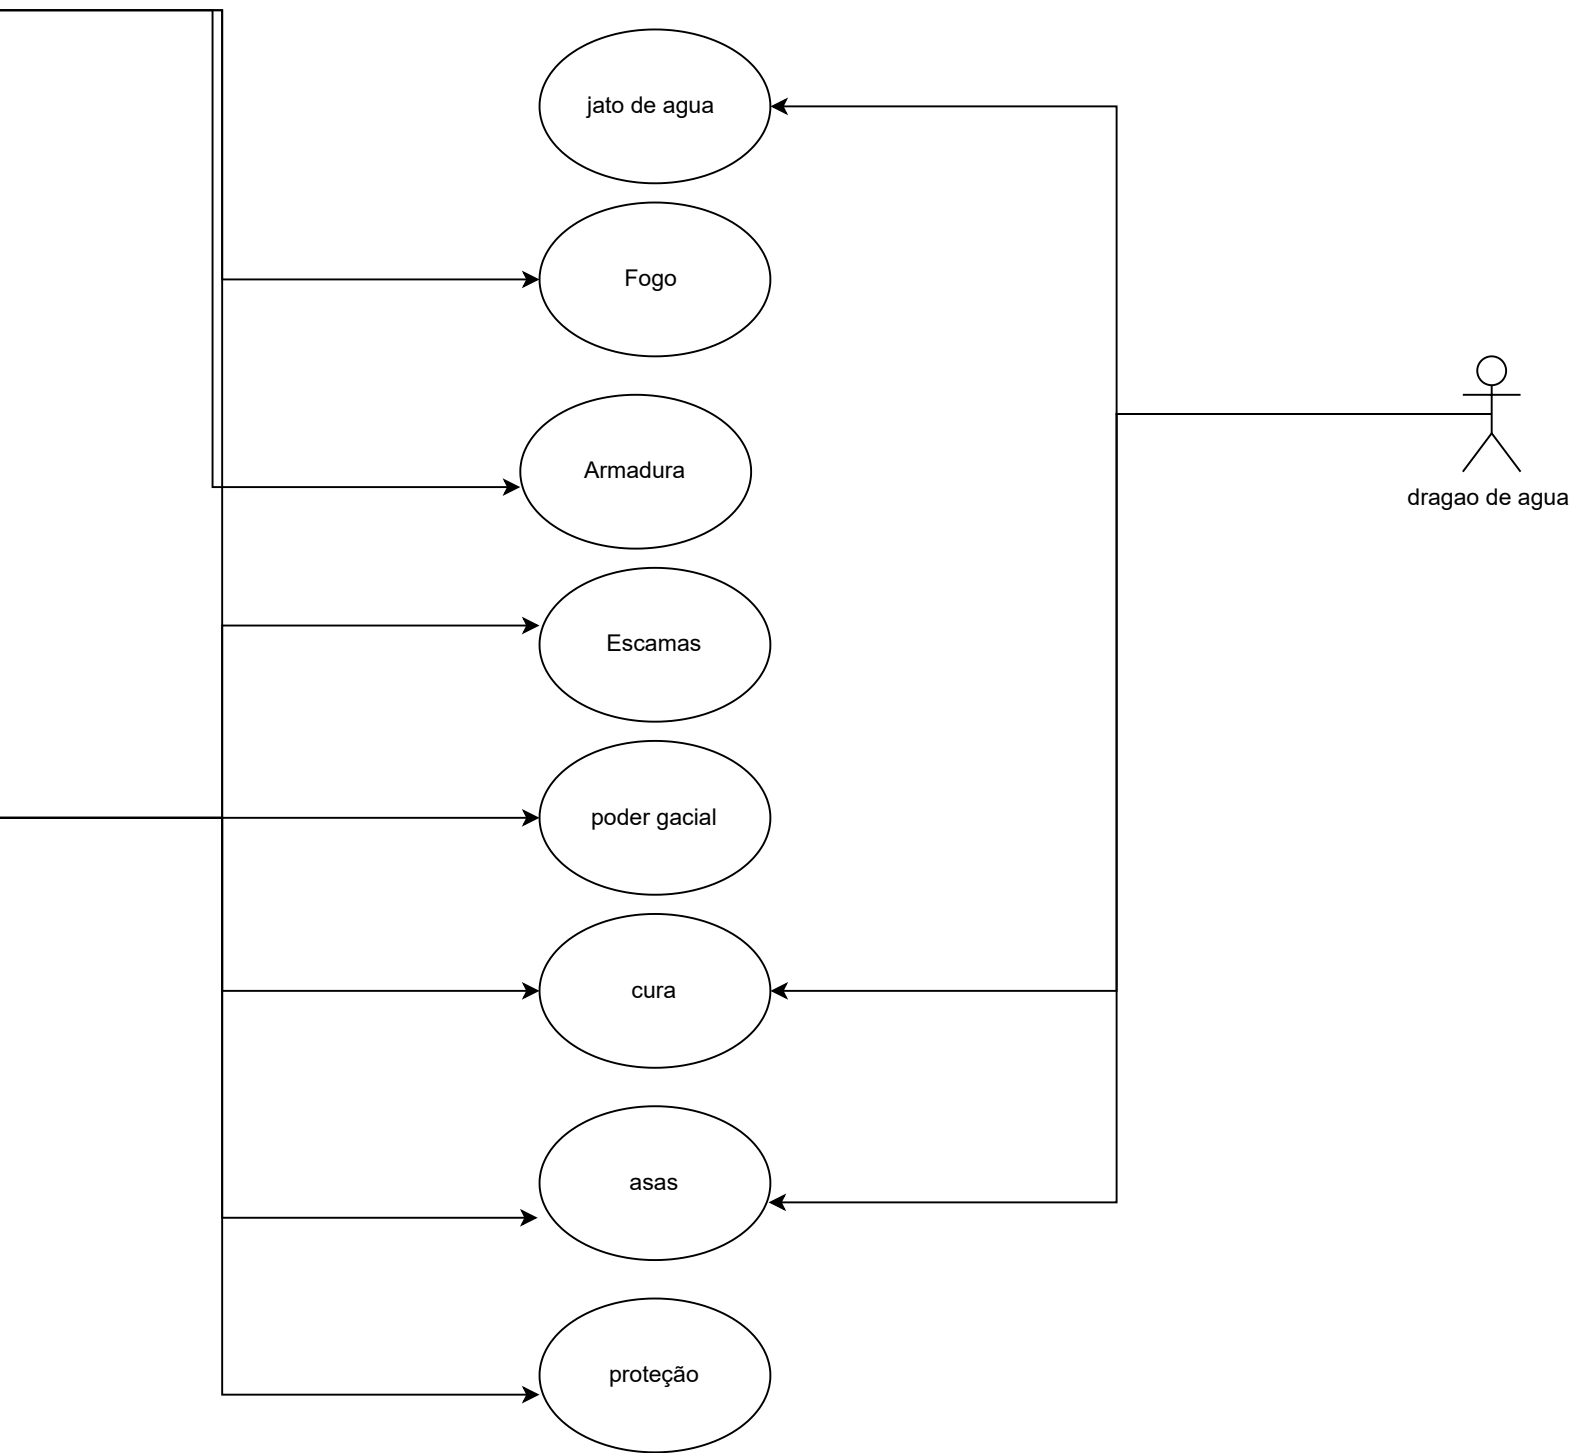 jato de agua
Fogo
Armadura
dragao de agua
Escamas
poder gacial
cura
asas
proteção